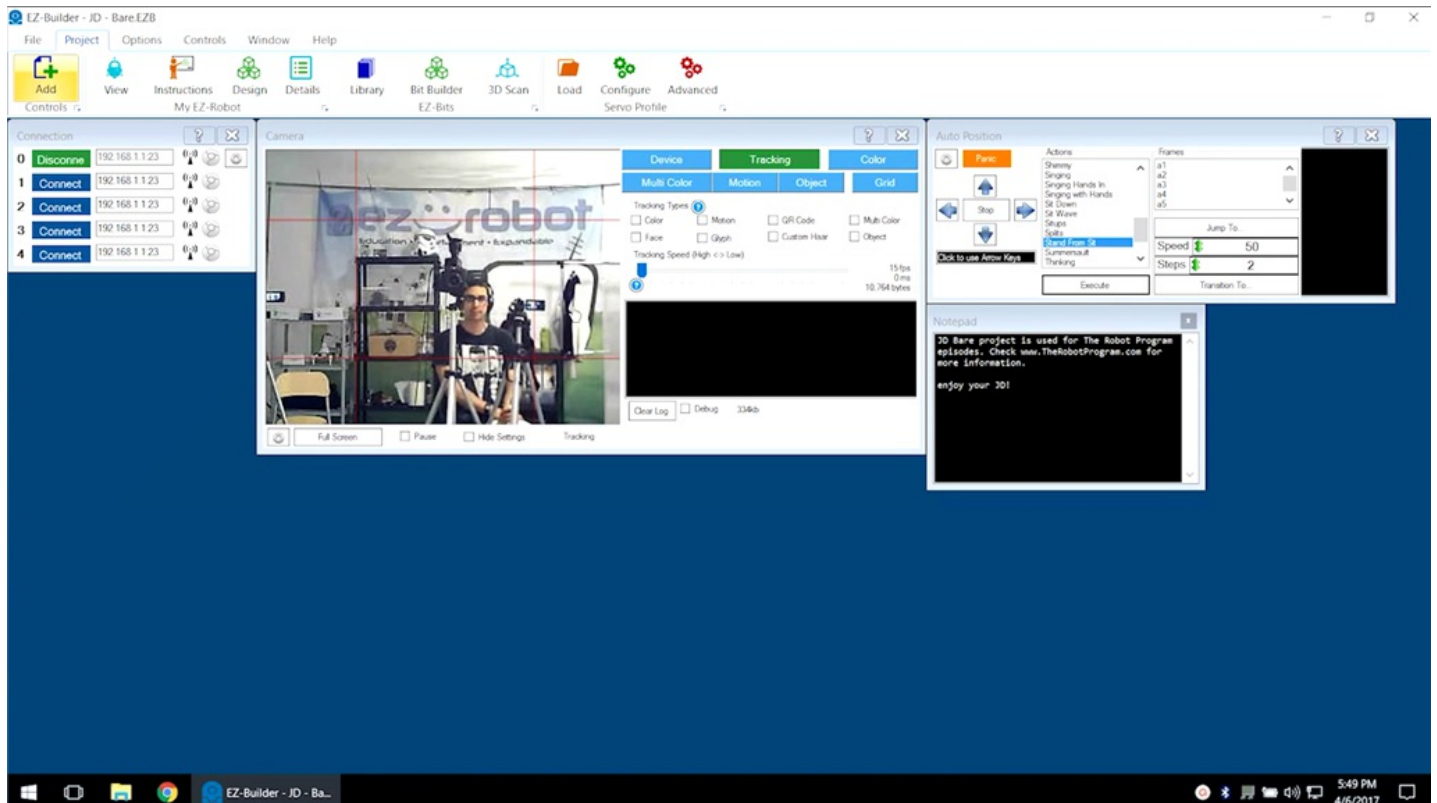 EZ-Builder - JD - Bare.EZB
File Project Options Controls Window Help
Add View Instructions Design Details Library Bit Builder 3D Scan Load Configure Advanced
Controls My EZ-Robot EZ-Bits Servo Profile
Connection
0 Disconne 192.168.1.1:23
1 Connect 192.168.1.1:23
2 Connect 192.168.1.1:23
3 Connect 192.168.1.1:23
4 Connect 192.168.1.1:23
Camera
ez robot
Education
Expandable
Device Tracking Color
Multi Color Motion Object Grid
Tracking Types
Color Motion QR Code Multi Color
Face Glyph Custom Haar Object
Tracking Speed (High <-> Low)
15 fps
0 ms
10,764 bytes
Clear Log Debug 334kb
Full Screen Pause Hide Settings Tracking
Auto Position
Panic
Stop
Click to use Arrow Keys
Actions
Shimmy
Singing
Singing Hands In
Singing with Hands
Sit Down
Sit Wave
Situps
Splits
Stand From Sit
Summersault
Thinking
Execute
Frames
a1
a2
a3
a4
a5
Jump To...
Speed 50
Steps 2
Transition To...
Notepad
JD Bare project is used for The Robot Program
episodes. Check www.TheRobotProgram.com for
more information.
enjoy your JD!
EZ-Builder - JD - Ba...
5:49 PM
4/6/2017